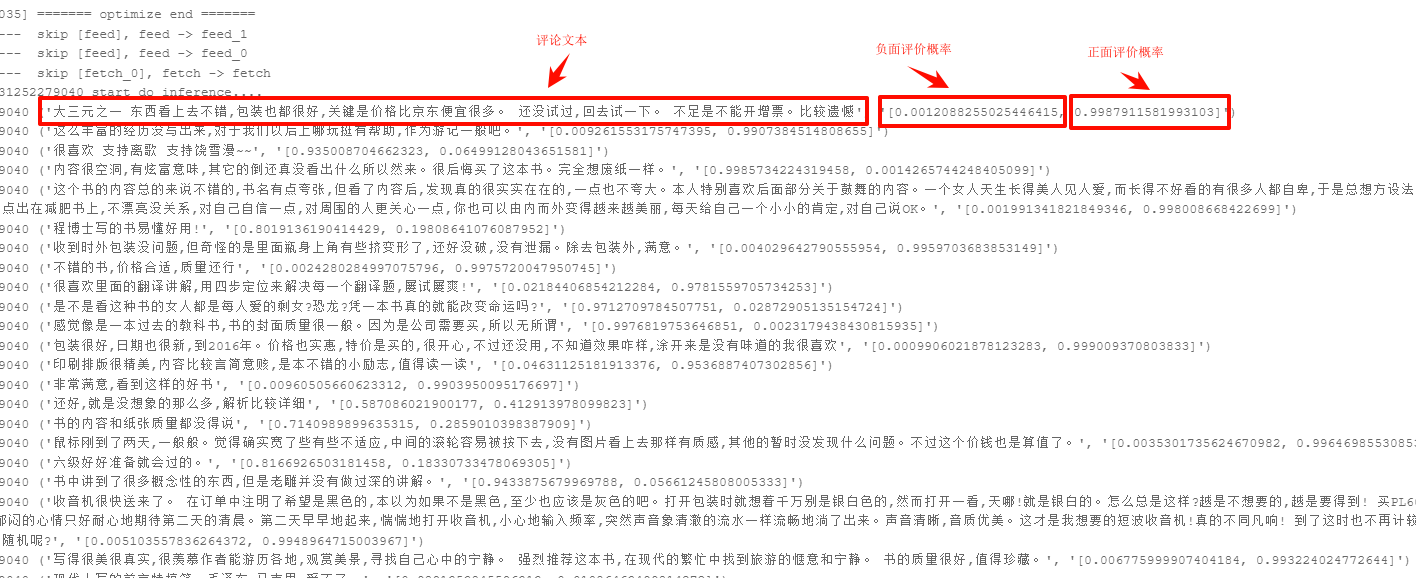 035] ======= optimize end =======
--- skip [feed], feed -> feed_1
--- skip [feed], feed -> feed_0
--- skip [fetch_0], fetch -> fetch
评论文本
负面评价概率
正面评价概率
31252279040 start do inference....
9040 ('大三元之一 东西看上去不错,包装也都很好,关键是价格比京东便宜很多。 还没试过,回去试一下。 不足是不能开增票。比较遗憾', '[0.0012088255025446415, 0.9987911581993103]')
9040 ('这么丰富的经历没写出来,对于我们以后上哪玩挺有帮助,作为游记一般吧。', '[0.009261553175747395, 0.9907384514808655]')
9040 ('很喜欢 支持离歌 支持饶雪漫~~', '[0.935008704662323, 0.06499128043651581]')
9040 ('内容很空洞,有炫富意味,其它的倒还真没看出什么所以然来。很后悔买了这本书。完全想废纸一样。', '[0.9985734224319458, 0.0014265744248405099]')
9040 ('这个书的内容总的来说不错的,书名有点夸张,但看了内容后,发现真的很实实在在的,一点也不夸大。本人特别喜欢后面部分关于鼓舞的内容。一个女人天生长得美人见人爱,而长得不好看的有很多人都自卑,于是总想方设法
点出在减肥书上,不漂亮没关系,对自己自信一点,对周围的人更关心一点,你也可以由内而外变得越来越美丽,每天给自己一个小小的肯定,对自己说OK。', '[0.001991341821849346, 0.998008668422699]')
9040 ('程博士写的书易懂好用!', '[0.8019136190414429, 0.19808641076087952]')
9040 ('收到时外包装没问题,但奇怪的是里面瓶身上角有些挤变形了,还好没破,没有泄漏。除去包装外,满意。', '[0.004029642790555954, 0.9959703683853149]')
9040 ('不错的书,价格合适,质量还行', '[0.0024280284997075796, 0.9975720047950745]')
9040 ('很喜欢里面的翻译讲解,用四步定位来解决每一个翻译题,屡试屡爽!', '[0.02184406854212284, 0.9781559705734253]')
9040 ('是不是看这种书的女人都是每人爱的剩女?恐龙?凭一本书真的就能改变命运吗?', '[0.9712709784507751, 0.028729051351547​24]')
9040 ('感觉像是一本过去的教科书,书的封面质量很一般。因为是公司需要买,所以无所谓', '[0.9976819753646851, 0.0023179438430815935]')
9040 ('包装很好,日期也很新,到2016年。价格也实惠,特价是买的,很开心,不过还没用,不知道效果咋样,涂开来是没有味道的我很喜欢', '[0.0009906021878123283, 0.999009370803833]')
9040 ('印刷排版很精美,内容比较言简意赅,是本不错的小励志,值得读一读', '[0.04631125181913376, 0.9536887407302856]')
9040 ('非常满意,看到这样的好书', '[0.00960505660623312, 0.9903950095176697]')
9040 ('还好,就是没想象的那么多,解析比较详细', '[0.587086021900177, 0.412913978099823]')
9040 ('书的内容和纸张质量都没得说', '[0.7140989899635315, 0.2859010398387909]')
9040 ('鼠标刚到了两天,一般般。觉得确实宽了些有些不适应,中间的滚轮容易被按下去,没有图片看上去那样有质感,其他的暂时没发现什么问题。不过这个价钱也是算值了。', '[0.0035301735624670982, 0.99646985530853
9040 ('六级好好准备就会过的。', '[0.8166926503181458, 0.18330733478069305]')
9040 ('书中讲到了很多概念性的东西,但是老雕并没有做过深的讲解。', '[0.9433875679969788, 0.05661245808005333]')
9040 ('收音机很快送来了。 在订单中注明了希望是黑色的,本以为如果不是黑色,至少也应该是灰色的吧。打开包装时就想着千万别是银白色的,然而打开一看,天哪!就是银白的。怎么总是这样?越是不想要的,越是要得到! 买PL60
郁闷的心情只好耐心地期待第二天的清晨。第二天早早地起来,惴惴地打开收音机,小心地输入频率,突然声音象清澈的流水一样流畅地淌了出来。声音清晰,音质优美。这才是我想要的短波收音机!真的不同凡响! 到了这时也不再计较
随机呢?', '[0.005103557836264372, 0.9948964715003967]')
9040 ('写得很美很真实,很羡慕作者能游历各地,观赏美景,寻找自己心中的宁静。 强烈推荐这本书,在现代的繁忙中找到旅游的惬意和宁静。 书的质量很好,值得珍藏。', '[0.006775999907404184, 0.993224024772644]')